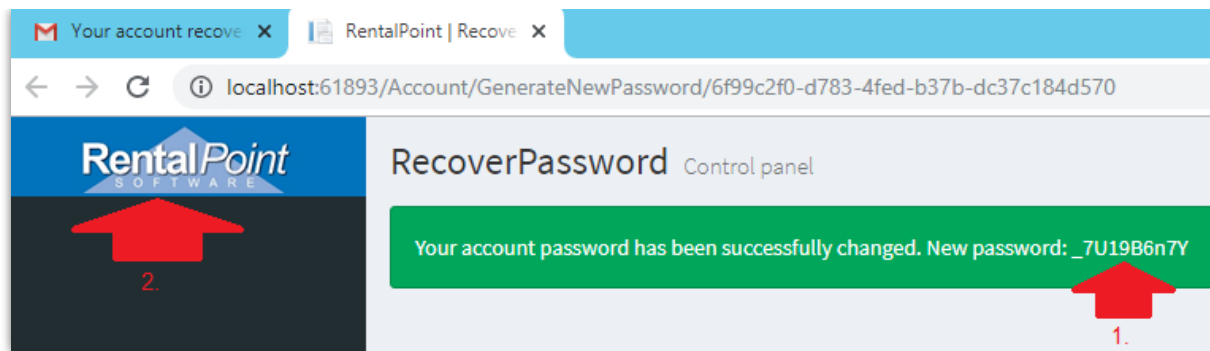 Your account recove
RentalPoint | Recove
localhost:61893/Account/GenerateNewPassword/6f99c2f0-d783-4fed-b37b-dc37c184d570
RentalPoint
SOFTWARE
RecoverPassword Control panel
Your account password has been successfully changed. New password: _7U19B6n7Y
2.
1.